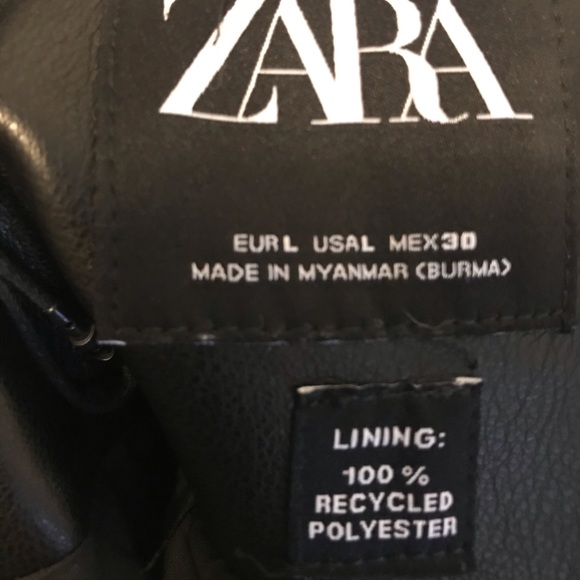 ZARA
EUR L USA L MEX 30
MADE IN MYANMAR (BURMA)
LINING:
100 %
RECYCLED
POLYESTER